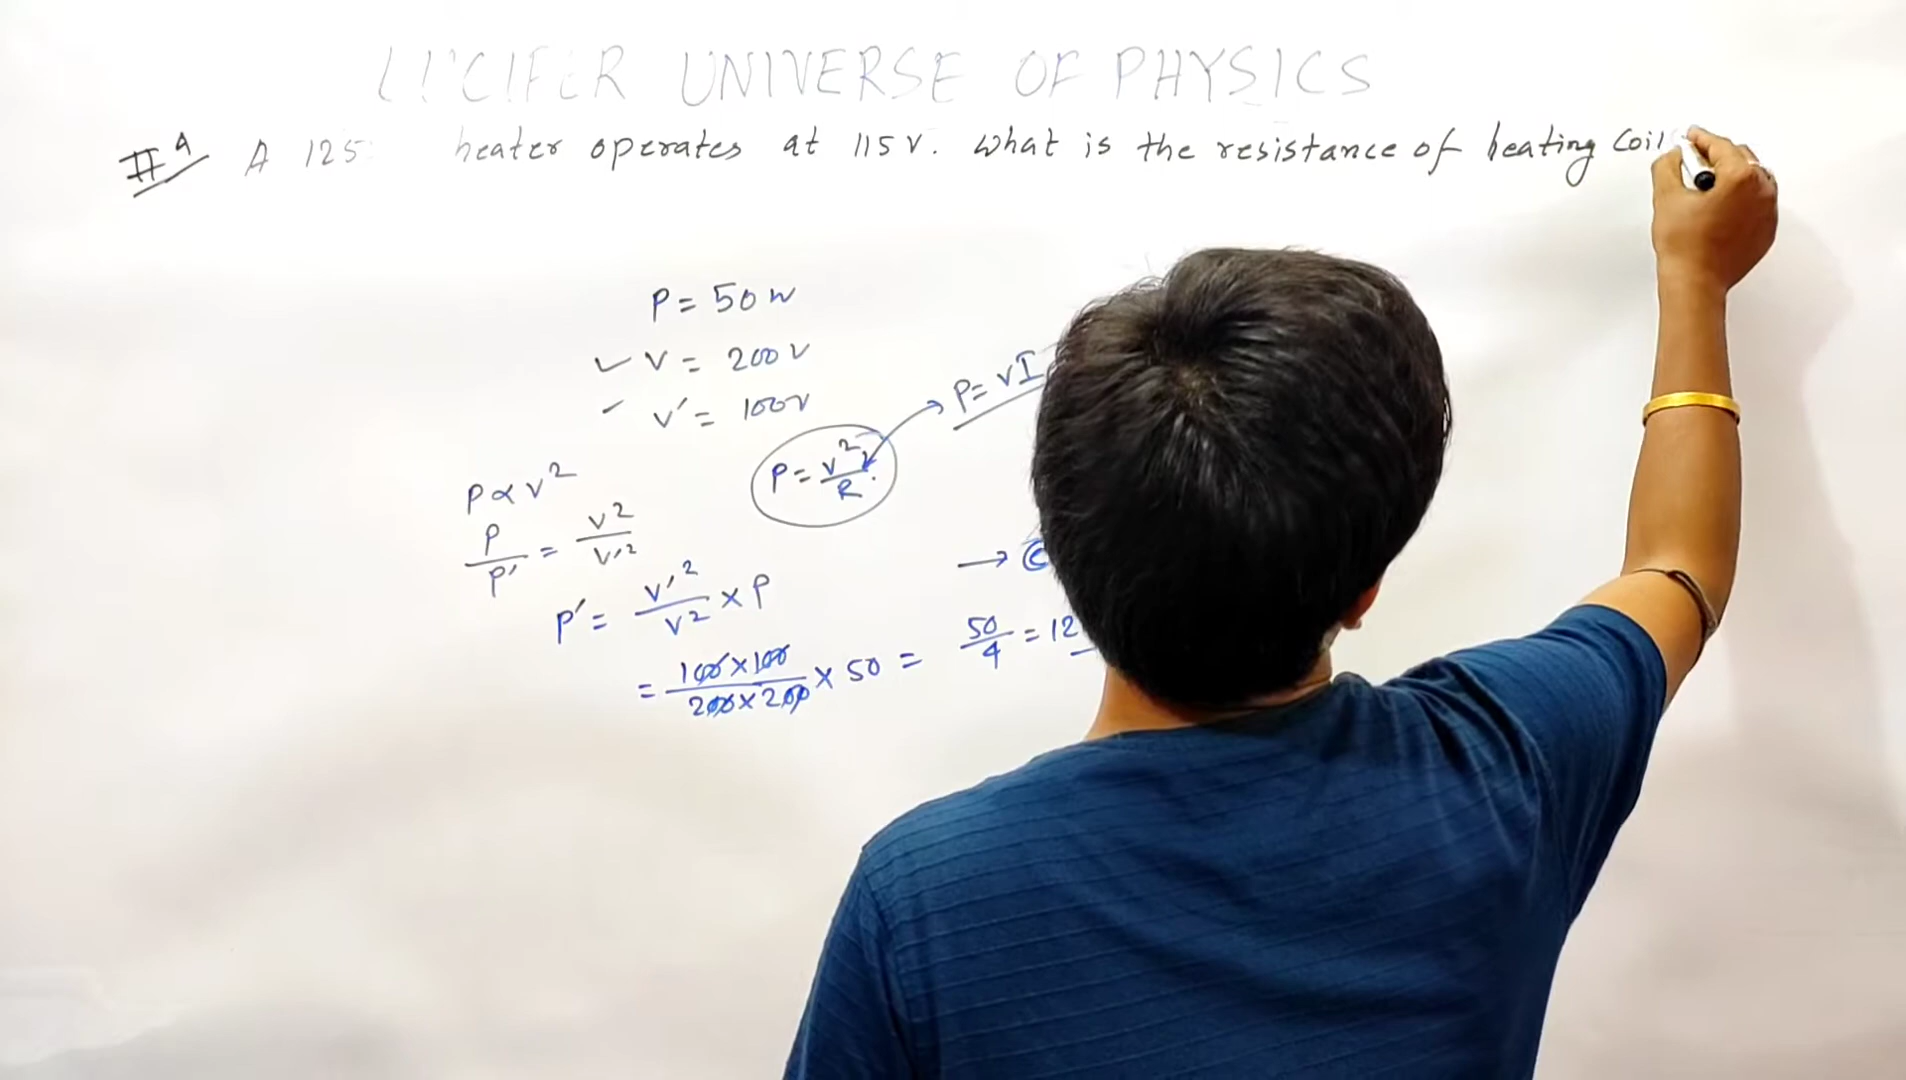 LUCIFER UNIVERSE OF PHYSICS
#9 A 125 heater operates at 115 V. What is the resistance of heating coil
P = 50 W
✓ V = 200 V
V' = 100 V
P = VI
P = V²/R
P ∝ V²
P/P' = V²/V'²
P' = V'²/V² × P
→ C
= 100 × 100 / 200 × 200 × 50 = 50/4 = 12